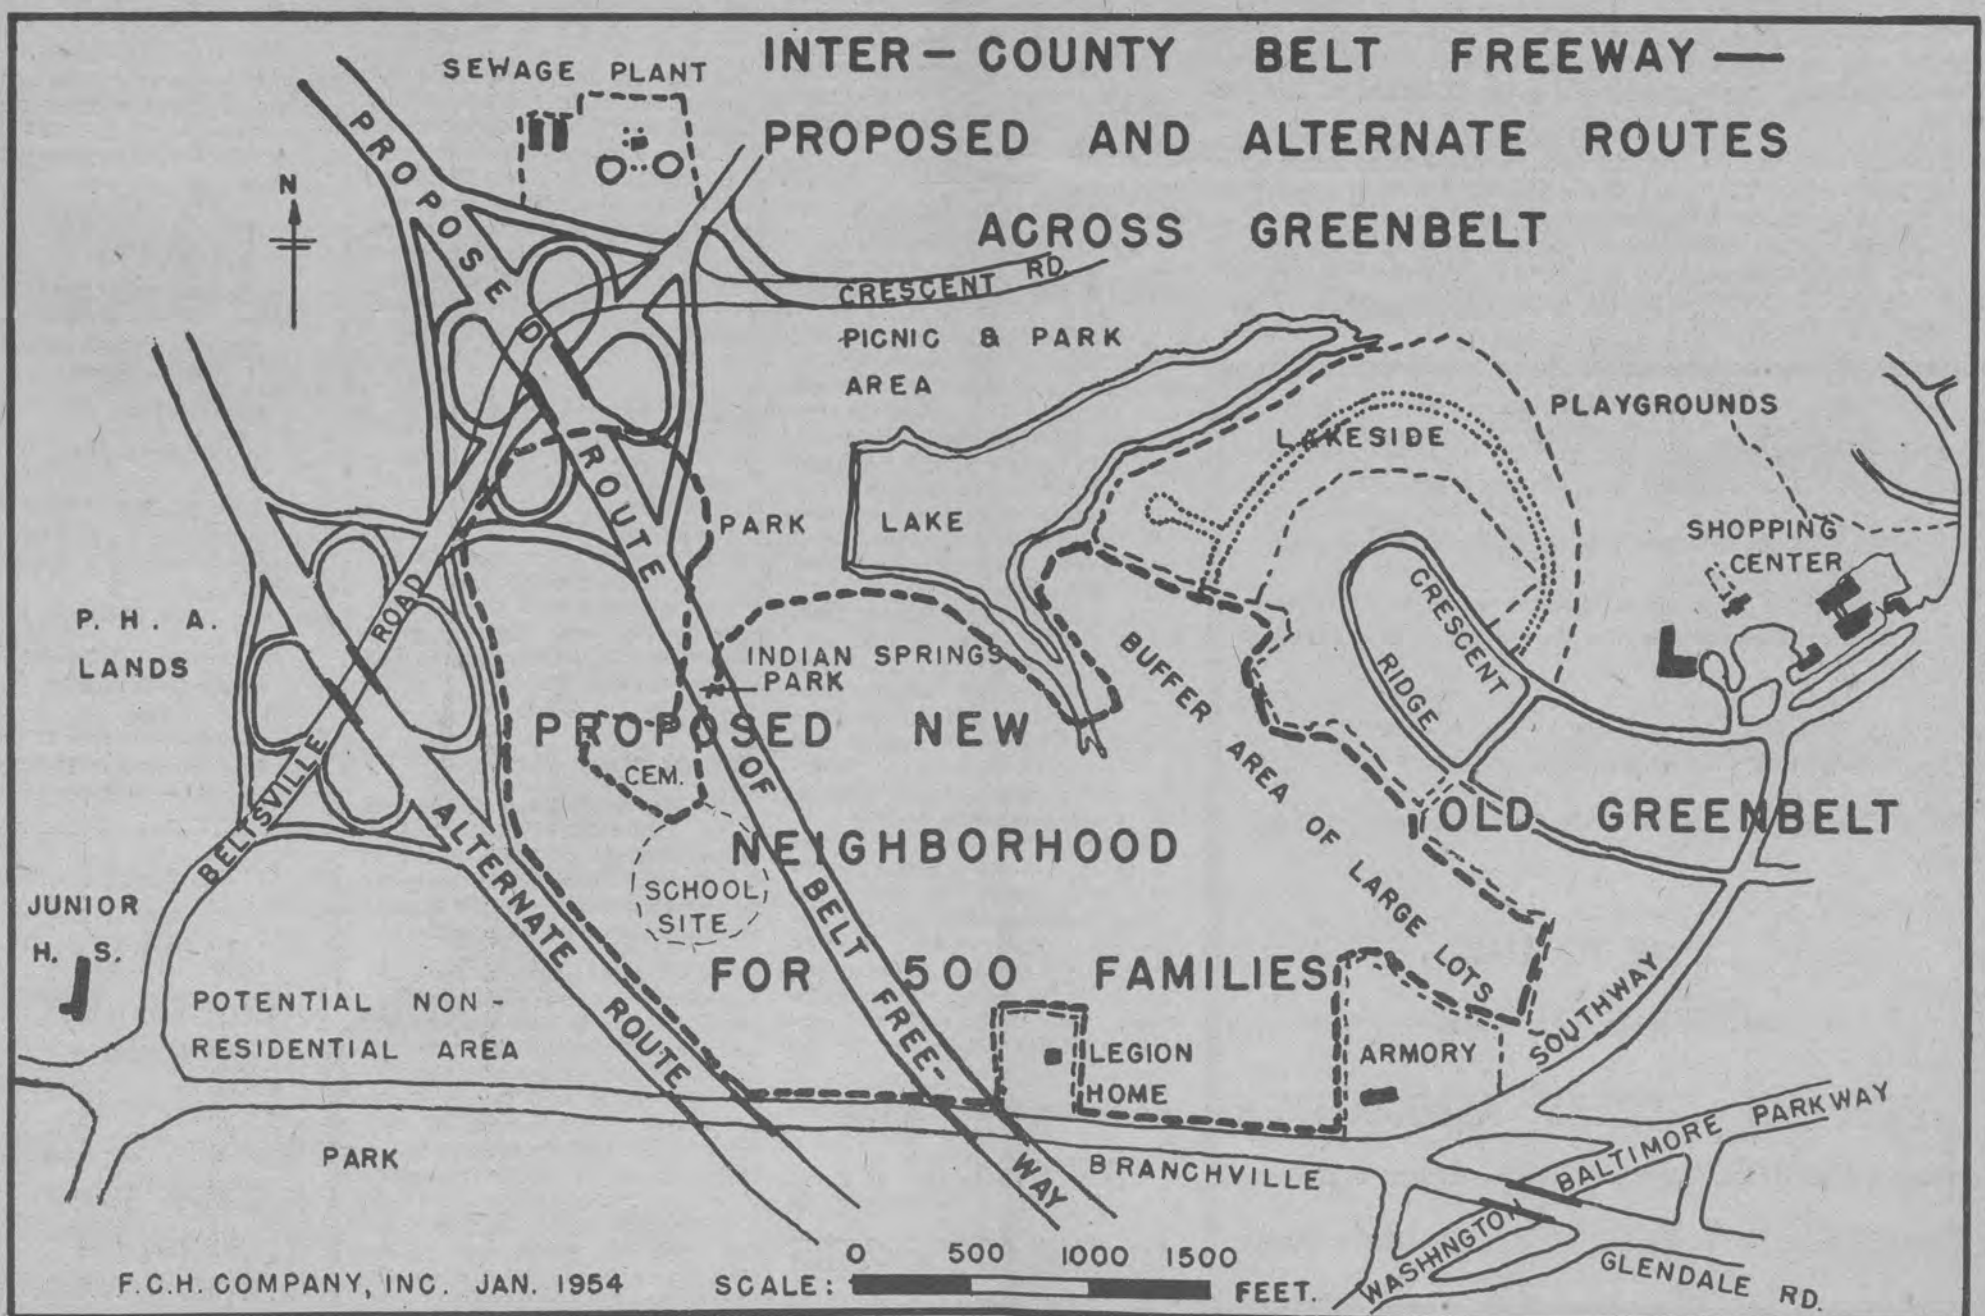 INTER-COUNTY BELT FREEWAY—
PROPOSED AND ALTERNATE ROUTES
ACROSS GREENBELT
SEWAGE PLANT
N
PROPOSED ROUTE OF BELT FREE-WAY
CRESCENT RD.
PICNIC & PARK
AREA
PLAYGROUNDS
LAKESIDE
PARK
LAKE
SHOPPING
CENTER
P. H. A.
LANDS
BELTSVILLE ROAD
CRESCENT
RIDGE
INDIAN SPRINGS
PARK
BUFFER AREA OF LARGE LOTS
PROPOSED NEW
CEM.
NEIGHBORHOOD
OLD GREENBELT
ALTERNATE ROUTE
SCHOOL
SITE
JUNIOR
H. S.
FOR 500 FAMILIES
POTENTIAL NON-
RESIDENTIAL AREA
LEGION
HOME
ARMORY
SOUTHWAY
PARK
BRANCHVILLE
WASHINGTON BALTIMORE PARKWAY
GLENDALE RD.
F.C.H. COMPANY, INC. JAN. 1954
SCALE: 0 500 1000 1500 FEET.